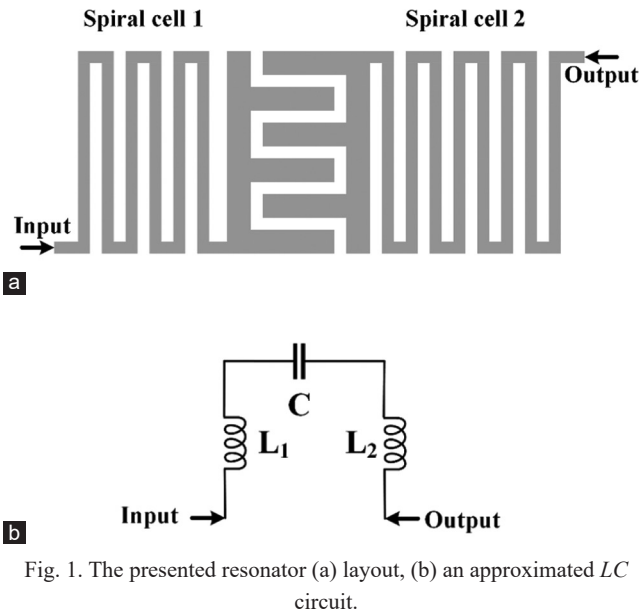 Spiral cell 1
Spiral cell 2
Output
Input
a
C
L1
L2
Input
Output
b
Fig. 1. The presented resonator (a) layout, (b) an approximated LC
circuit.